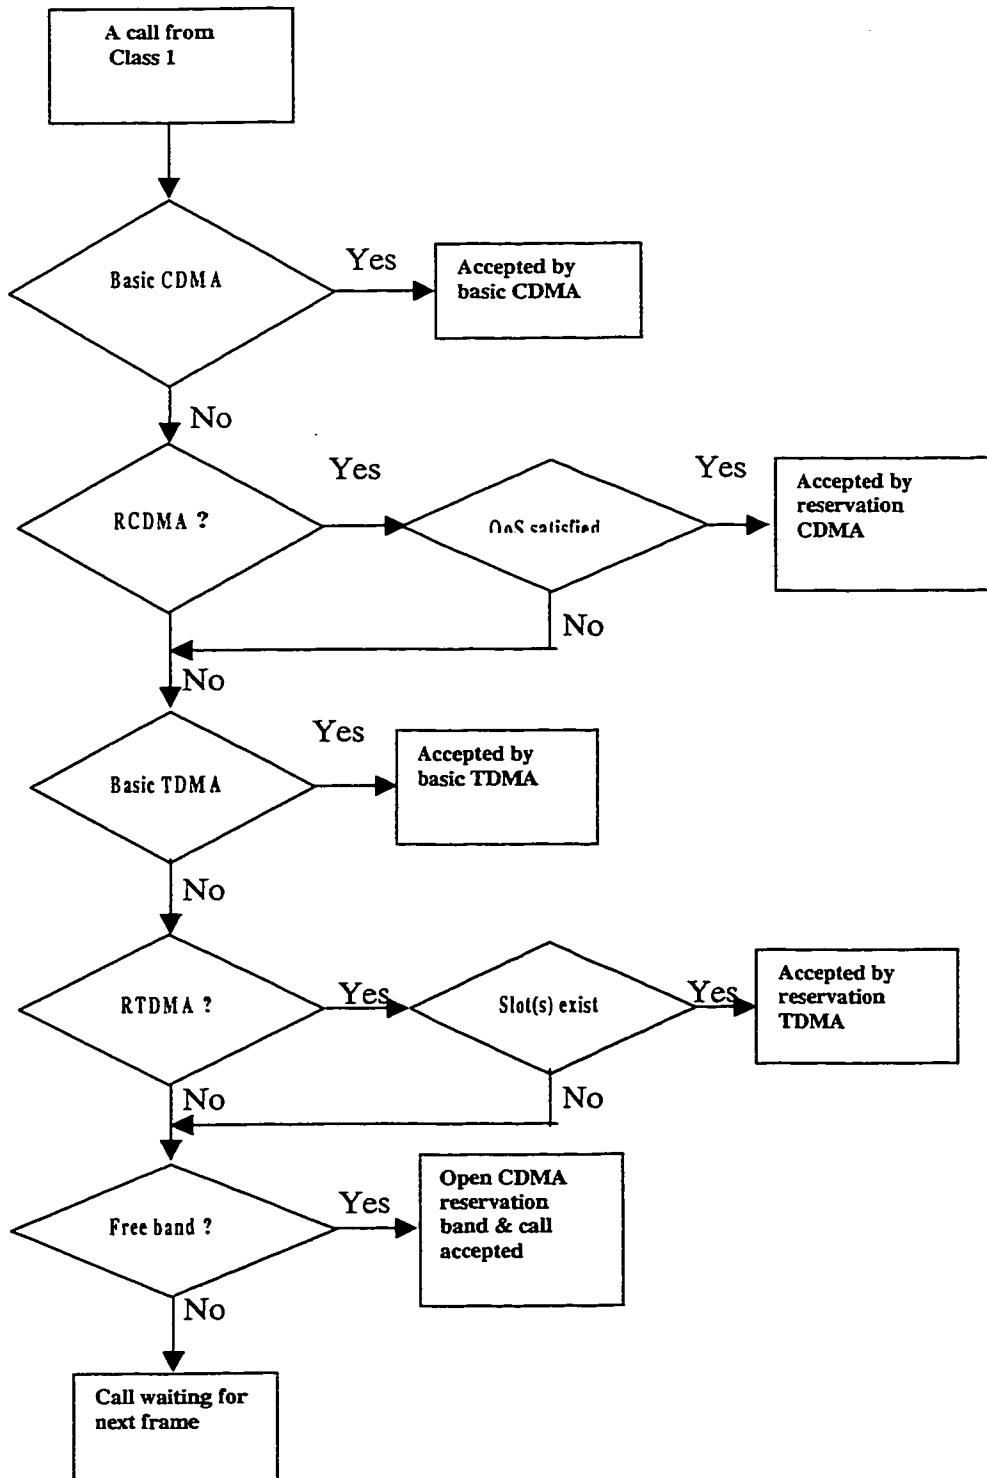 A call from
Class 1
Basic CDMA
Yes
Accepted by
basic CDMA
No
RCDMA ?
Yes
QoS satisfied
Yes
Accepted by
reservation
CDMA
No
No
Basic TDMA
Yes
Accepted by
basic TDMA
No
RTDMA ?
Yes
Slot(s) exist
Yes
Accepted by
reservation
TDMA
No
No
Free band ?
Yes
Open CDMA
reservation
band & call
accepted
No
Call waiting for
next frame